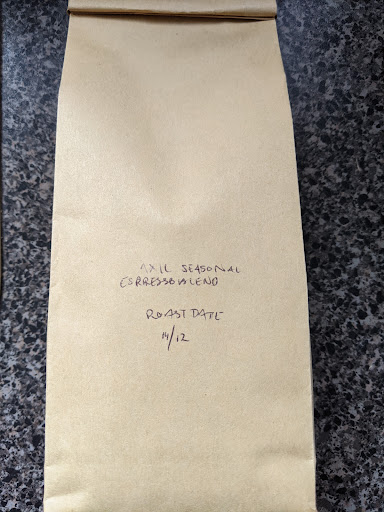 AXIL SEASONAL
ESPRESSO BLEND
ROAST DATE
14/12